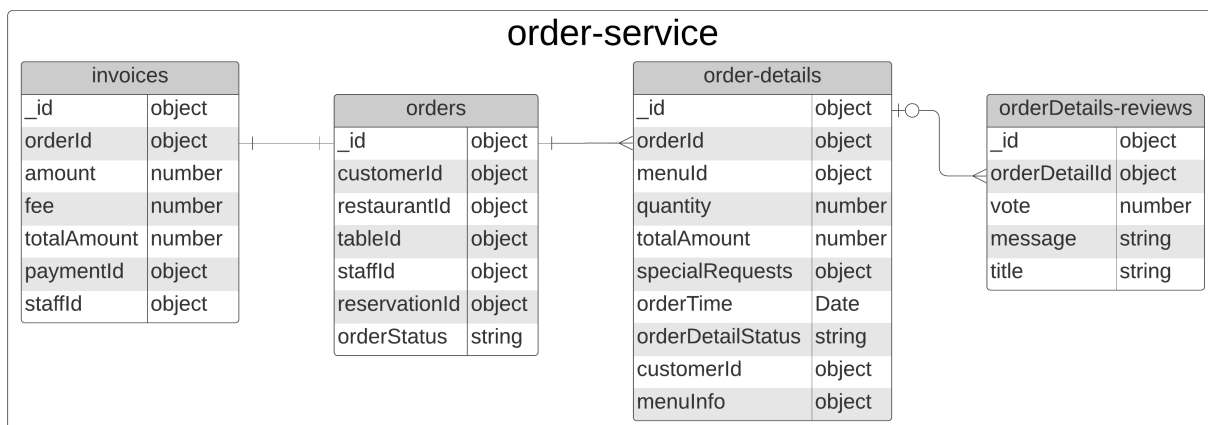 order-service
invoices
_id object
orderId object
amount number
fee number
totalAmount number
paymentId object
staffId object
orders
_id object
customerId object
restaurantId object
tableId object
staffId object
reservationId object
orderStatus string
order-details
_id object
orderId object
menuId object
quantity number
totalAmount number
specialRequests object
orderTime Date
orderDetailStatus string
customerId object
menuInfo object
orderDetails-reviews
_id object
orderDetailId object
vote number
message string
title string